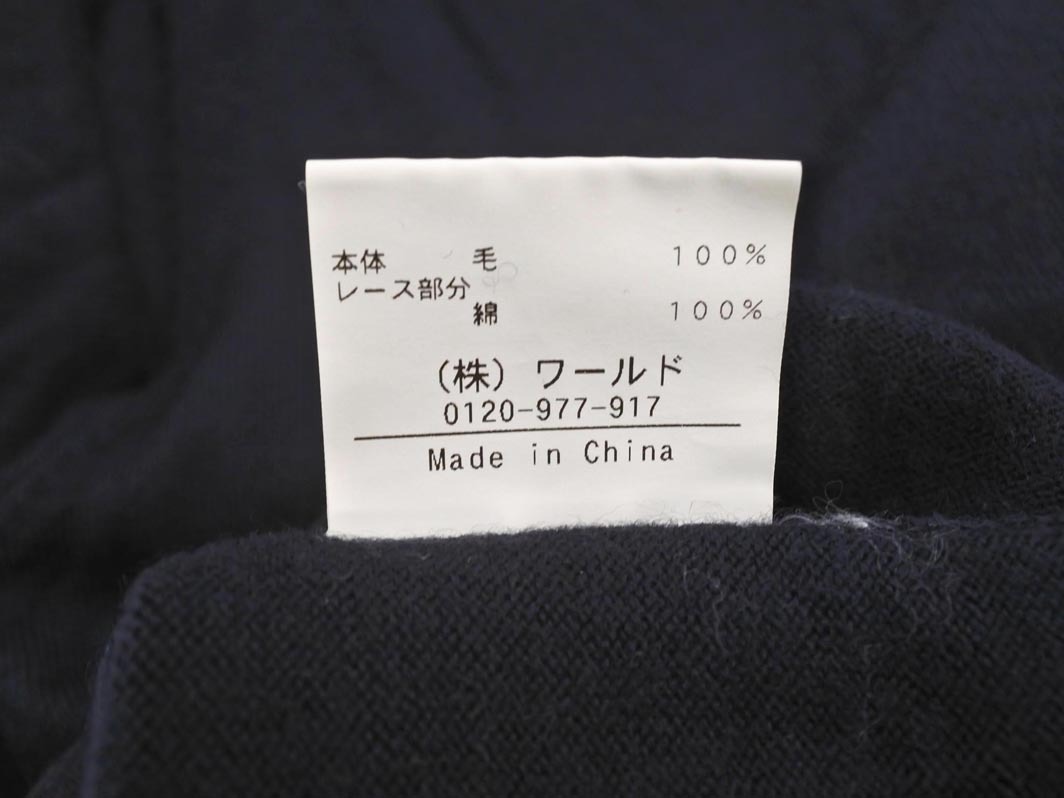 本体 毛 100%
レース部分
綿 100%
(株) ワールド
0120-977-917
Made in China